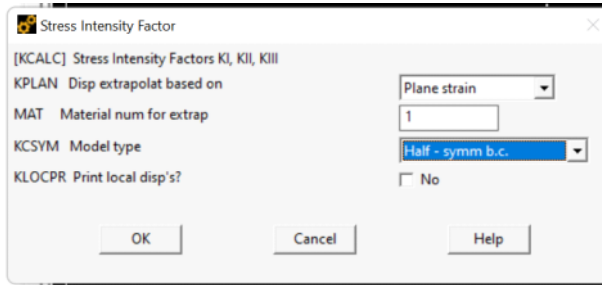 Stress Intensity Factor
[KCALC] Stress Intensity Factors KI, KII, KIII
KPLAN Disp extrapolat based on Plane strain
MAT Material num for extrap 1
KCSYM Model type Half - symm b.c.
KLOCPR Print local disp's? No
OK Cancel Help